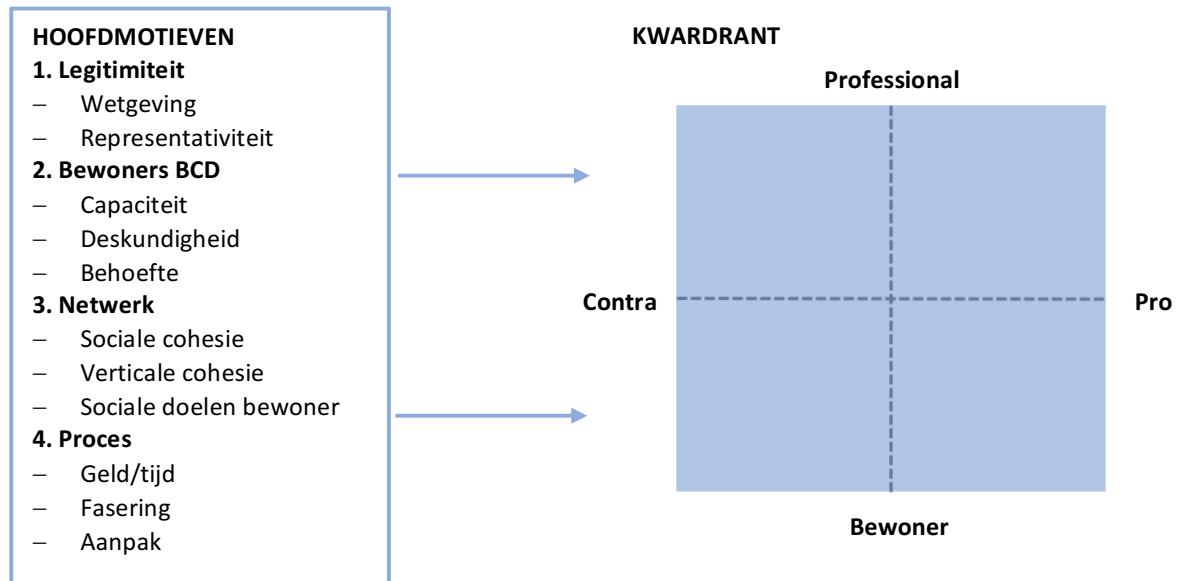 HOOFDMOTIEVEN
1. Legitimiteit
– Wetgeving
– Representativiteit
2. Bewoners BCD
– Capaciteit
– Deskundigheid
– Behoefte
3. Netwerk
– Sociale cohesie
– Verticale cohesie
– Sociale doelen bewoner
4. Proces
– Geld/tijd
– Fasering
– Aanpak
KWARDRANT
Professional
Contra
Pro
Bewoner